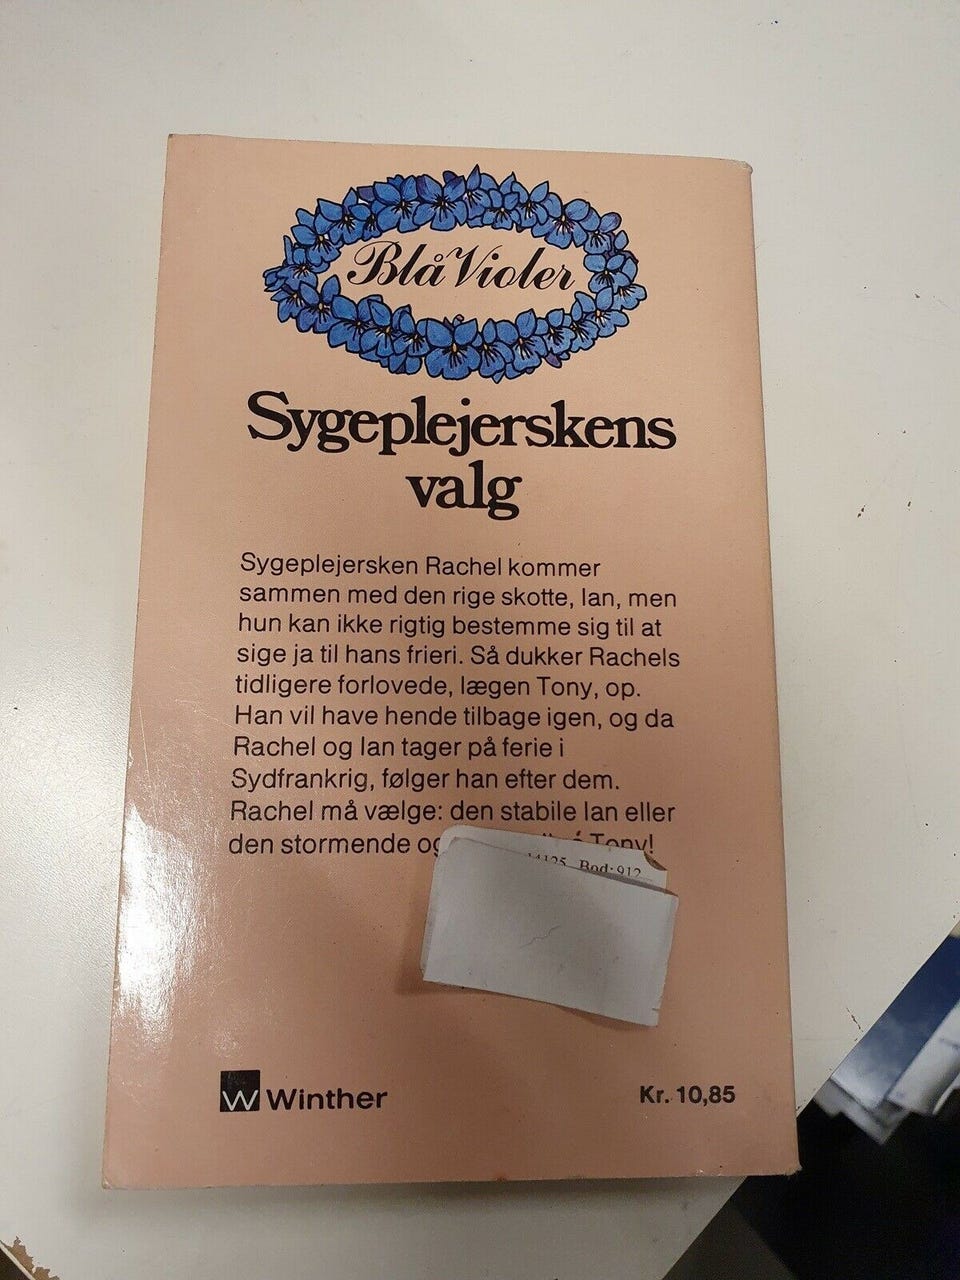 Blå Violer
Sygeplejerskens
valg
Sygeplejersken Rachel kommer
sammen med den rige skotte, Ian, men
hun kan ikke rigtig bestemme sig til at
sige ja til hans frieri. Så dukker Rachels
tidligere forlovede, lægen Tony, op.
Han vil have hende tilbage igen, og da
Rachel og Ian tager på ferie i
Sydfrankrig, følger han efter dem.
Rachel må vælge: den stabile Ian eller
den stormende Tony!
Bod: 912
W Winther
Kr. 10,85